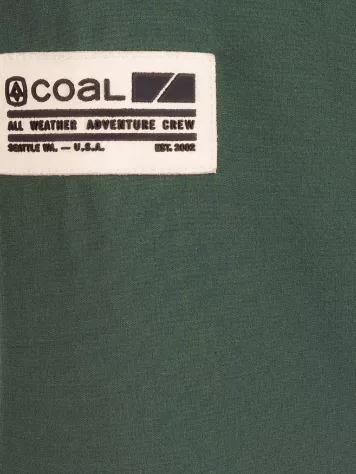 COAL
ALL WEATHER ADVENTURE CREW
SEATTLE WA. — U.S.A. EST. 2002